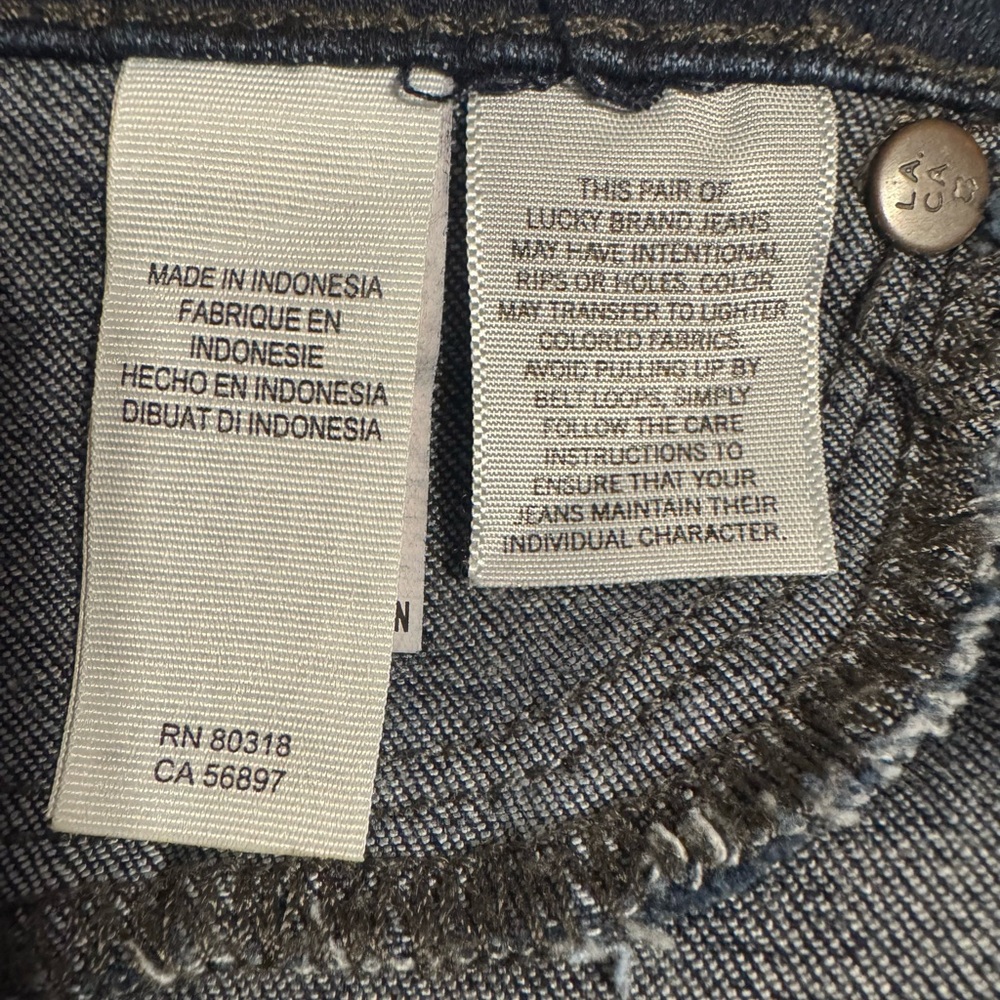 MADE IN INDONESIA
FABRIQUE EN
INDONESIE
HECHO EN INDONESIA
DIBUAT DI INDONESIA
RN 80318
CA 56897
N
THIS PAIR OF
LUCKY BRAND JEANS
MAY HAVE INTENTIONAL
RIPS OR HOLES, COLOR
MAY TRANSFER TO LIGHTER
COLORED FABRICS.
AVOID PULLING UP BY
BELT LOOPS, SIMPLY
FOLLOW THE CARE
INSTRUCTIONS TO
ENSURE THAT YOUR
JEANS MAINTAIN THEIR
INDIVIDUAL CHARACTER.
L.A.
CA